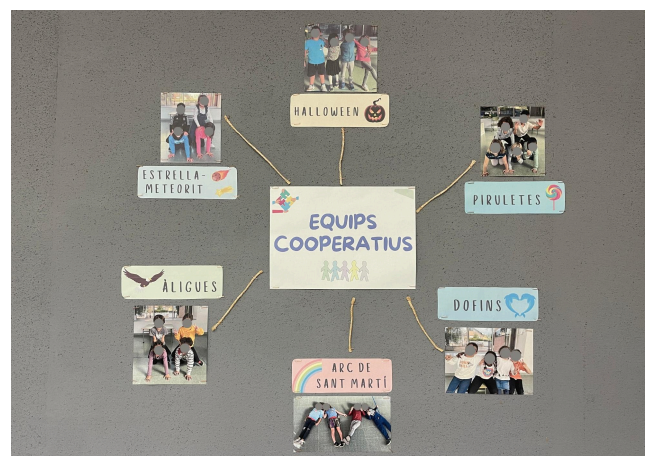 HALLOWEEN
ESTRELLA-
METEORIT
PIRULETES
EQUIPS
COOPERATIUS
ÀLIGUES
DOFINS
ARC DE
SANT MARTÍ